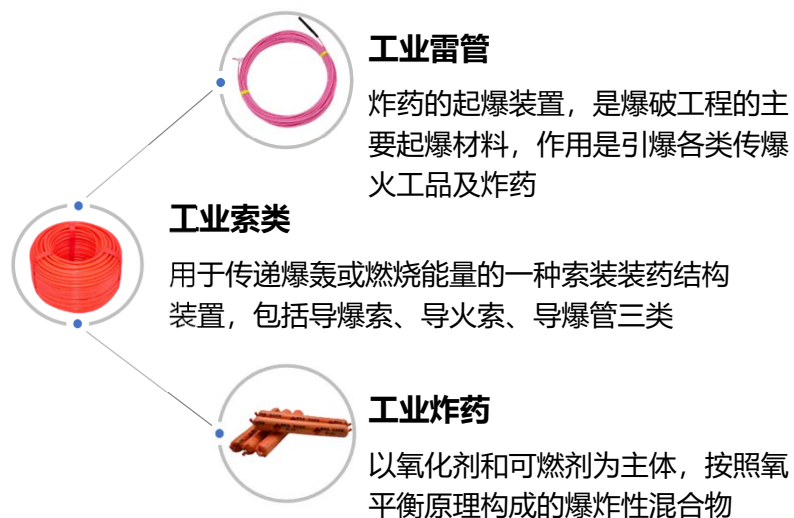 工业雷管
炸药的起爆装置，是爆破工程的主
要起爆材料，作用是引爆各类传爆
火工品及炸药
工业索类
用于传递爆轰或燃烧能量的一种索装装药结构
装置，包括导爆索、导火索、导爆管三类
工业炸药
以氧化剂和可燃剂为主体，按照氧
平衡原理构成的爆炸性混合物